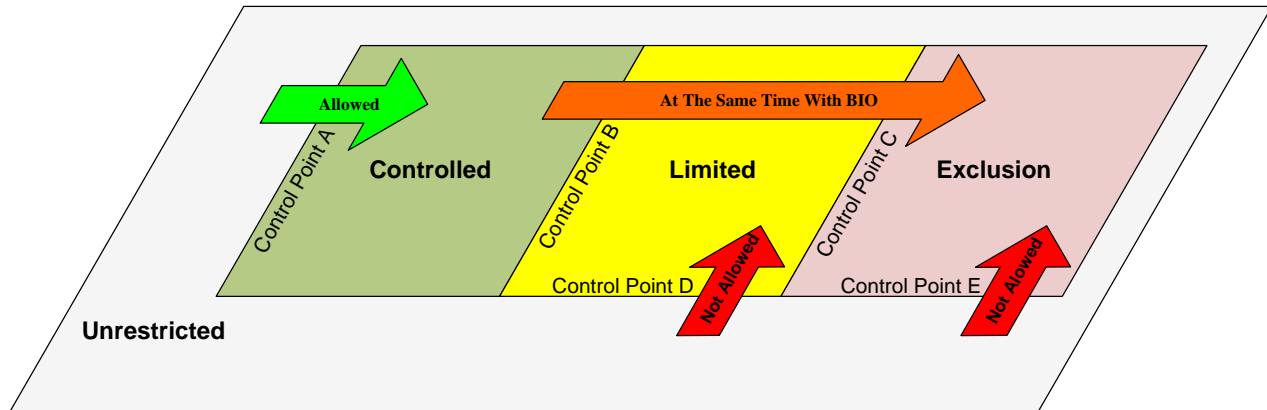 Allowed
At The Same Time With BIO
Control Point A
Controlled
Control Point B
Limited
Control Point C
Exclusion
Control Point D
Not Allowed
Control Point E
Not Alowed
Unrestricted